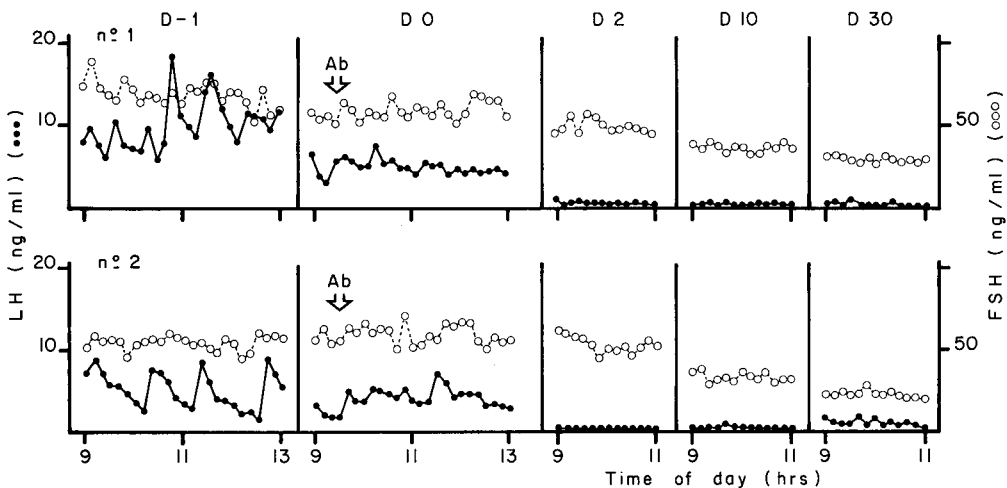 D-1 D 0 D 2 D 10 D 30
nº 1
Ab
20
10
50
nº 2
Ab
20
10
50
LH (ng/ml) (●●●)
FSH (ng/ml) (○○○○)
9 11 13 9 11 13 9 11 9 11 9 11
Time of day (hrs)